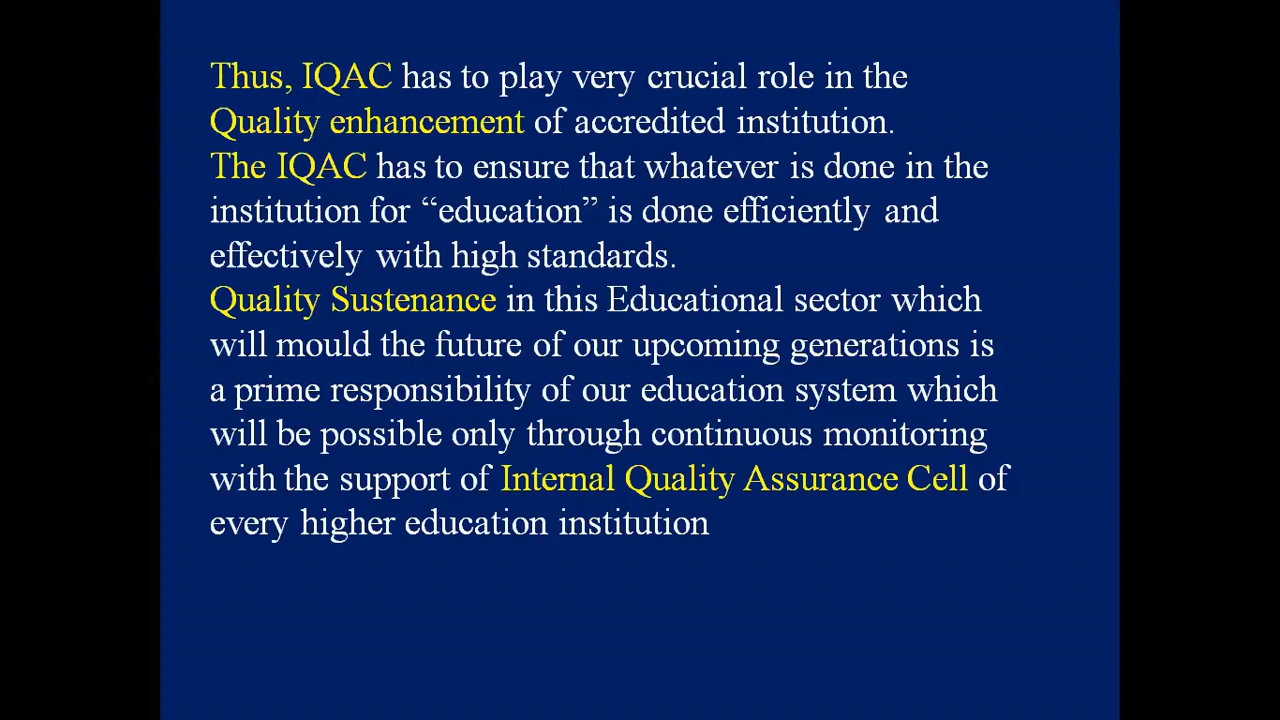 Thus, IQAC has to play very crucial role in the
Quality enhancement of accredited institution.
The IQAC has to ensure that whatever is done in the
institution for “education” is done efficiently and
effectively with high standards.
Quality Sustenance in this Educational sector which
will mould the future of our upcoming generations is
a prime responsibility of our education system which
will be possible only through continuous monitoring
with the support of Internal Quality Assurance Cell of
every higher education institution